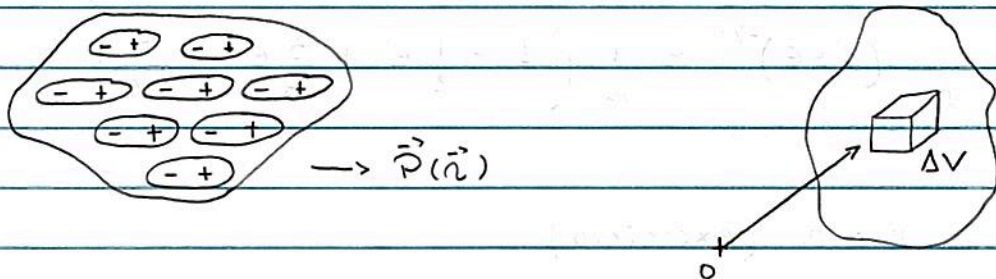 - + - +
- + - + - +
- + - +
- + → P⃗(r⃗)
ΔV
O